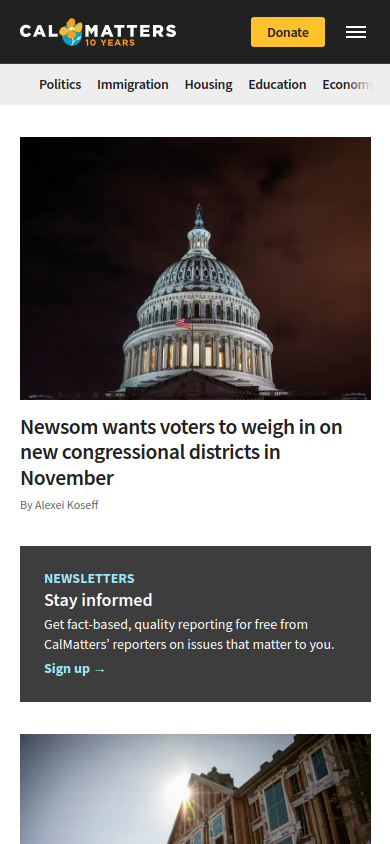 CALMATTERS
10 YEARS
Donate
Politics Immigration Housing Education Economy
Newsom wants voters to weigh in on
new congressional districts in
November
By Alexei Koseff
NEWSLETTERS
Stay informed
Get fact-based, quality reporting for free from
CalMatters’ reporters on issues that matter to you.
Sign up →